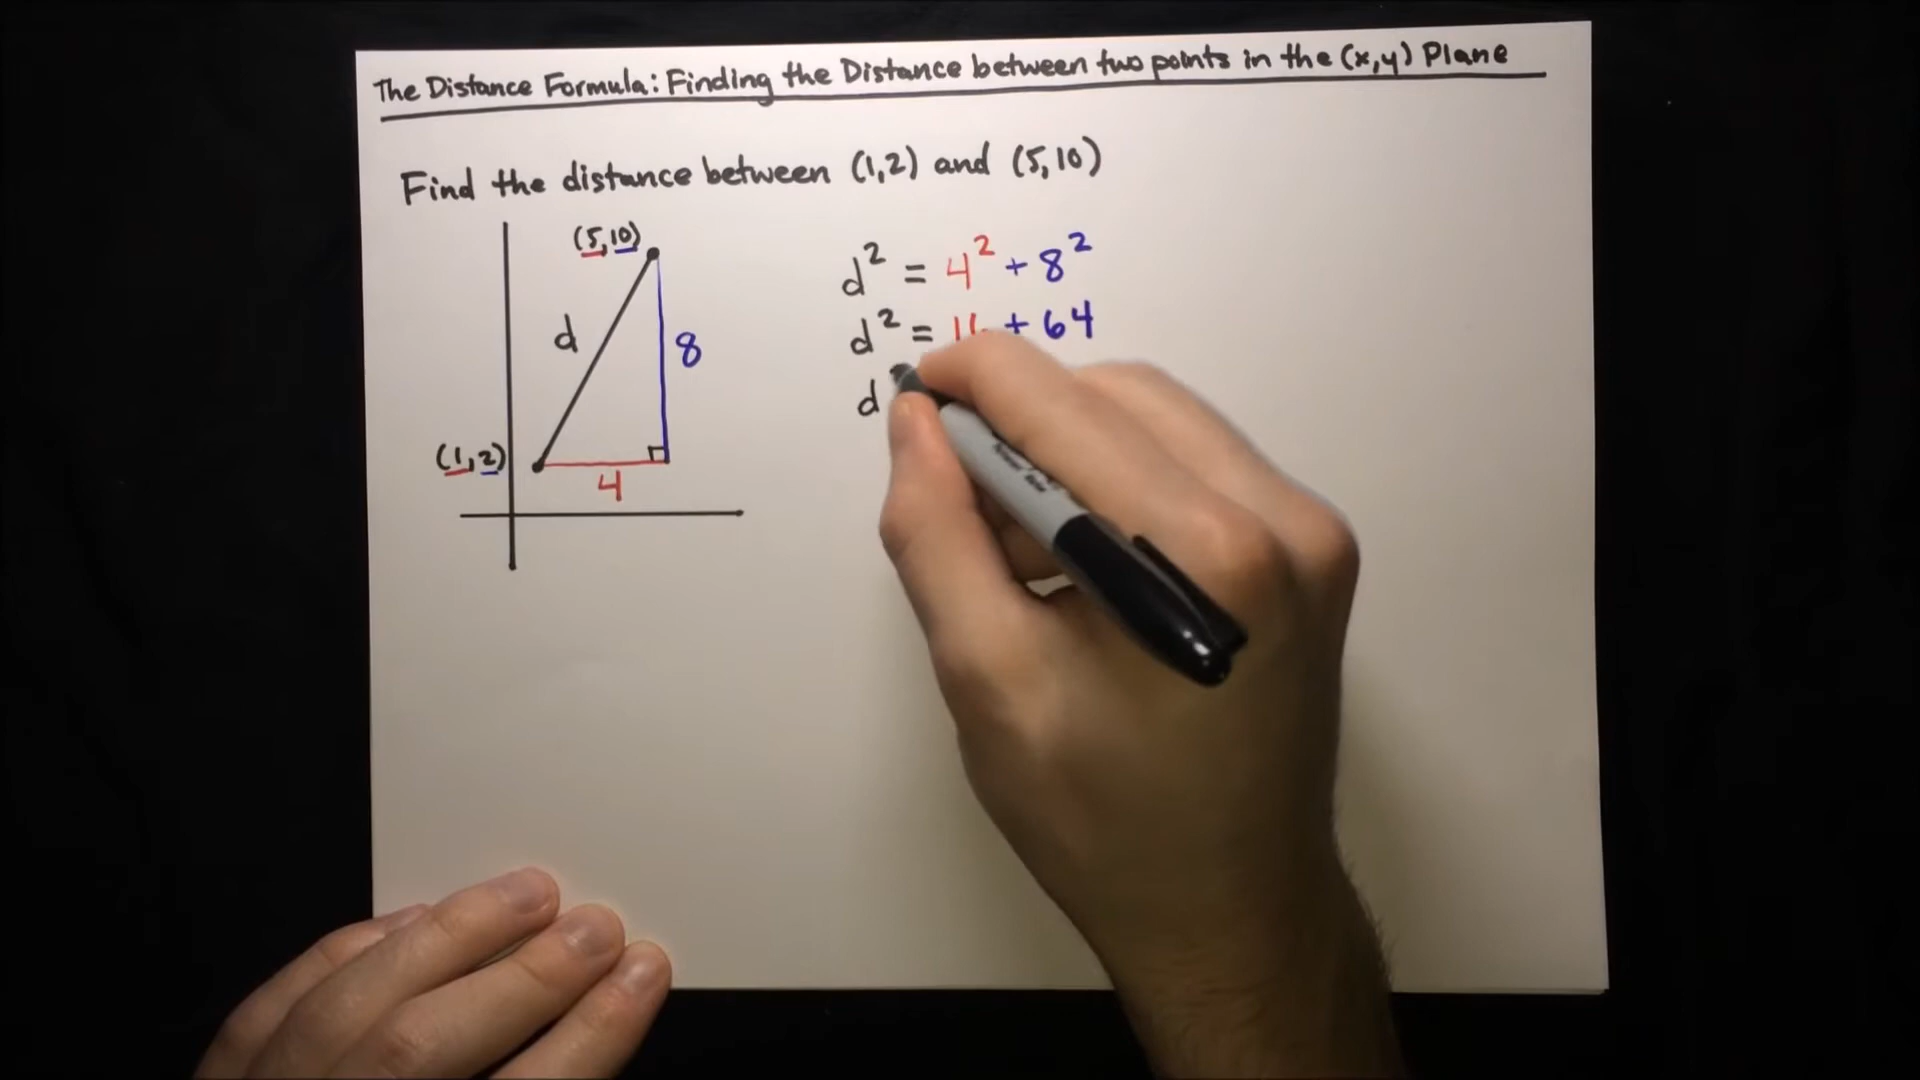 The Distance Formula: Finding the Distance between two points in the (x,y) Plane
Find the distance between (1,2) and (5,10)
(5,10)
d² = 4² + 8²
d² = 16 + 64
d
d
8
(1,2)
4